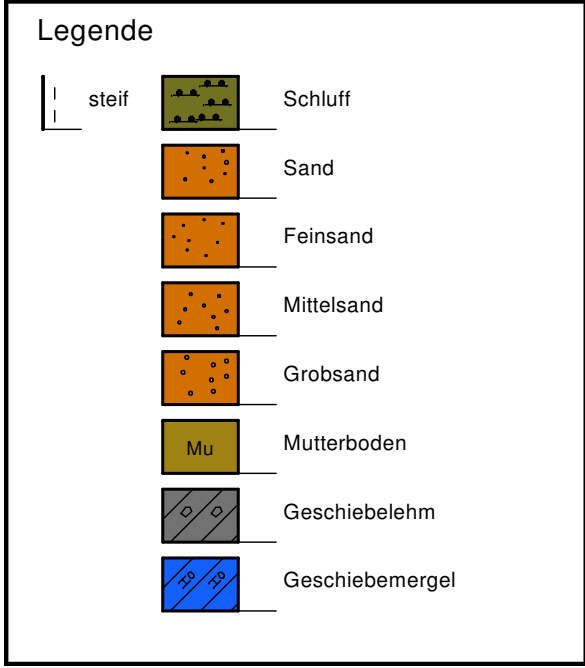 Legende
steif Schluff
Sand
Feinsand
Mittelsand
Grobsand
Mu Mutterboden
Geschiebelehm
Geschiebemergel